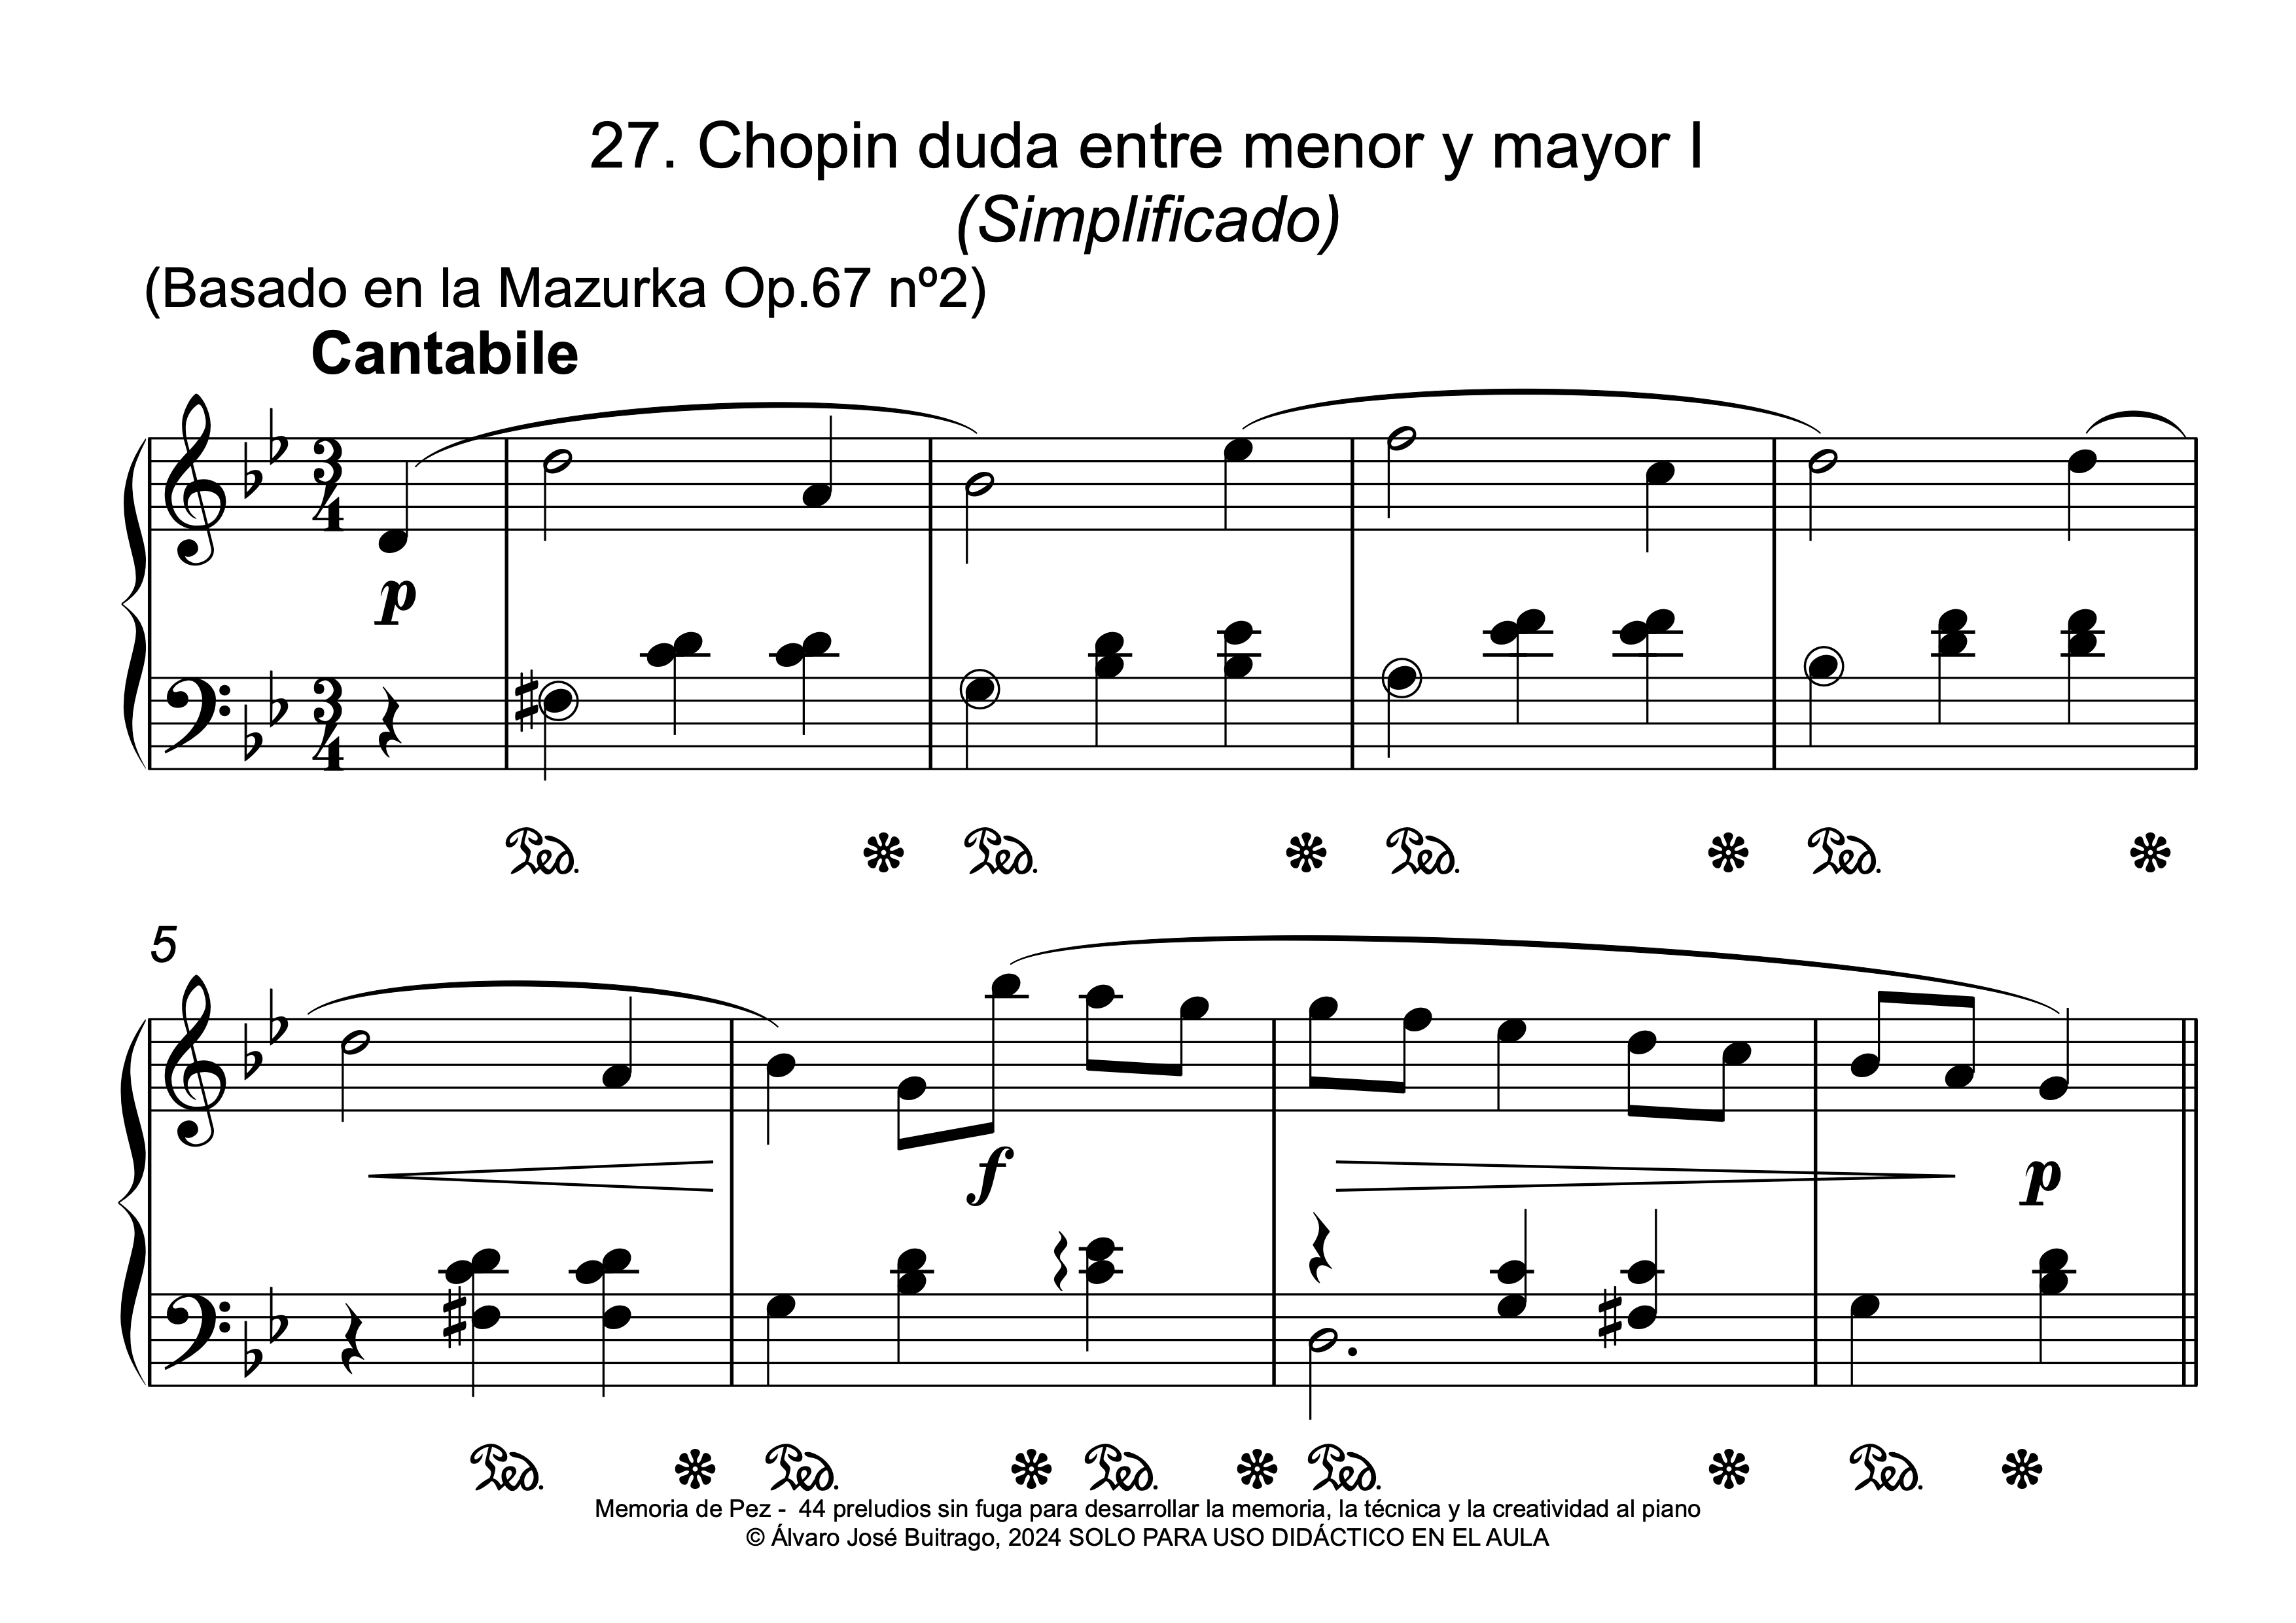 27. Chopin duda entre menor y mayor I
(Simplificado)
(Basado en la Mazurka Op.67 nº2)
Cantabile
3
4
p
3
4
Ped. Ped. Ped. Ped.
5
f
p
Ped. Ped. Ped. Ped. Ped.
Memoria de Pez - 44 preludios sin fuga para desarrollar la memoria, la técnica y la creatividad al piano
© Álvaro José Buitrago, 2024 SOLO PARA USO DIDÁCTICO EN EL AULA